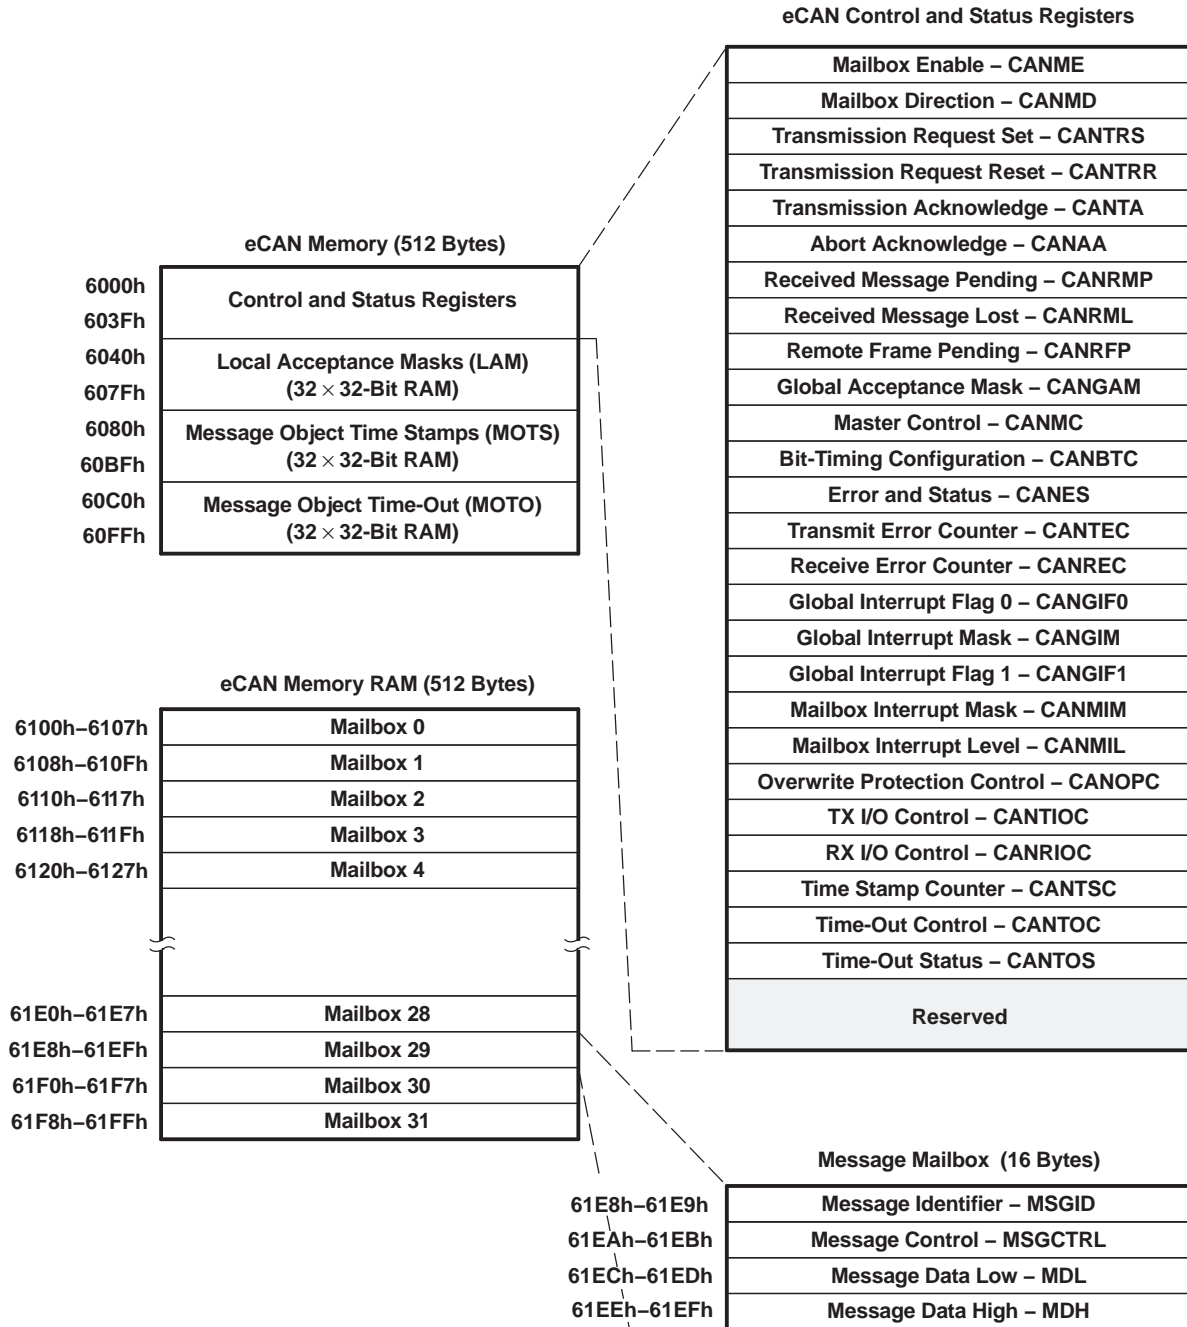 eCAN Control and Status Registers
Mailbox Enable – CANME
Mailbox Direction – CANMD
Transmission Request Set – CANTRS
Transmission Request Reset – CANTRR
Transmission Acknowledge – CANTA
Abort Acknowledge – CANAA
Received Message Pending – CANRMP
Received Message Lost – CANRML
Remote Frame Pending – CANRFP
Global Acceptance Mask – CANGAM
Master Control – CANMC
Bit-Timing Configuration – CANBTC
Error and Status – CANES
Transmit Error Counter – CANTEC
Receive Error Counter – CANREC
Global Interrupt Flag 0 – CANGIF0
Global Interrupt Mask – CANGIM
Global Interrupt Flag 1 – CANGIF1
Mailbox Interrupt Mask – CANMIM
Mailbox Interrupt Level – CANMIL
Overwrite Protection Control – CANOPC
TX I/O Control – CANTIOC
RX I/O Control – CANRIOC
Time Stamp Counter – CANTSC
Time-Out Control – CANTOC
Time-Out Status – CANTOS
Reserved
eCAN Memory (512 Bytes)
6000h
Control and Status Registers
603Fh
6040h
Local Acceptance Masks (LAM)
(32 × 32-Bit RAM)
607Fh
6080h
Message Object Time Stamps (MOTS)
(32 × 32-Bit RAM)
60BFh
60C0h
Message Object Time-Out (MOTO)
(32 × 32-Bit RAM)
60FFh
eCAN Memory RAM (512 Bytes)
6100h–6107h Mailbox 0
6108h–610Fh Mailbox 1
6110h–6117h Mailbox 2
6118h–611Fh Mailbox 3
6120h–6127h Mailbox 4
61E0h–61E7h Mailbox 28
61E8h–61EFh Mailbox 29
61F0h–61F7h Mailbox 30
61F8h–61FFh Mailbox 31
Message Mailbox (16 Bytes)
61E8h–61E9h Message Identifier – MSGID
61EAh–61EBh Message Control – MSGCTRL
61ECh–61EDh Message Data Low – MDL
61EEh–61EFh Message Data High – MDH